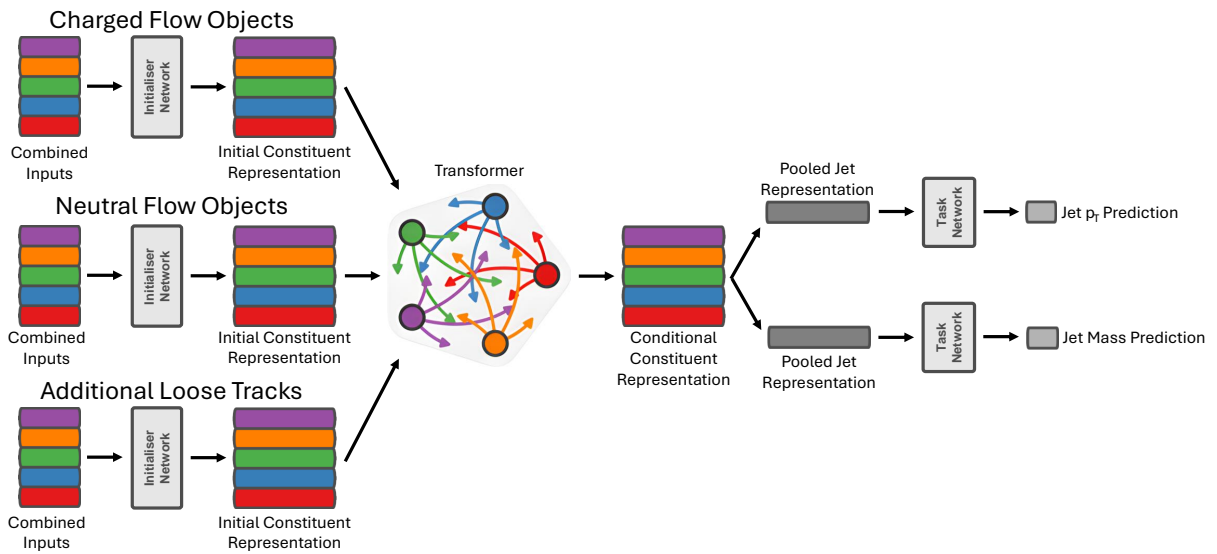 Charged Flow Objects
Initialiser
Network
Combined
Inputs
Initial Constituent
Representation
Neutral Flow Objects
Initialiser
Network
Combined
Inputs
Initial Constituent
Representation
Additional Loose Tracks
Initialiser
Network
Combined
Inputs
Initial Constituent
Representation
Transformer
Conditional
Constituent
Representation
Pooled Jet
Representation
Task
Network
Jet pT Prediction
Pooled Jet
Representation
Task
Network
Jet Mass Prediction